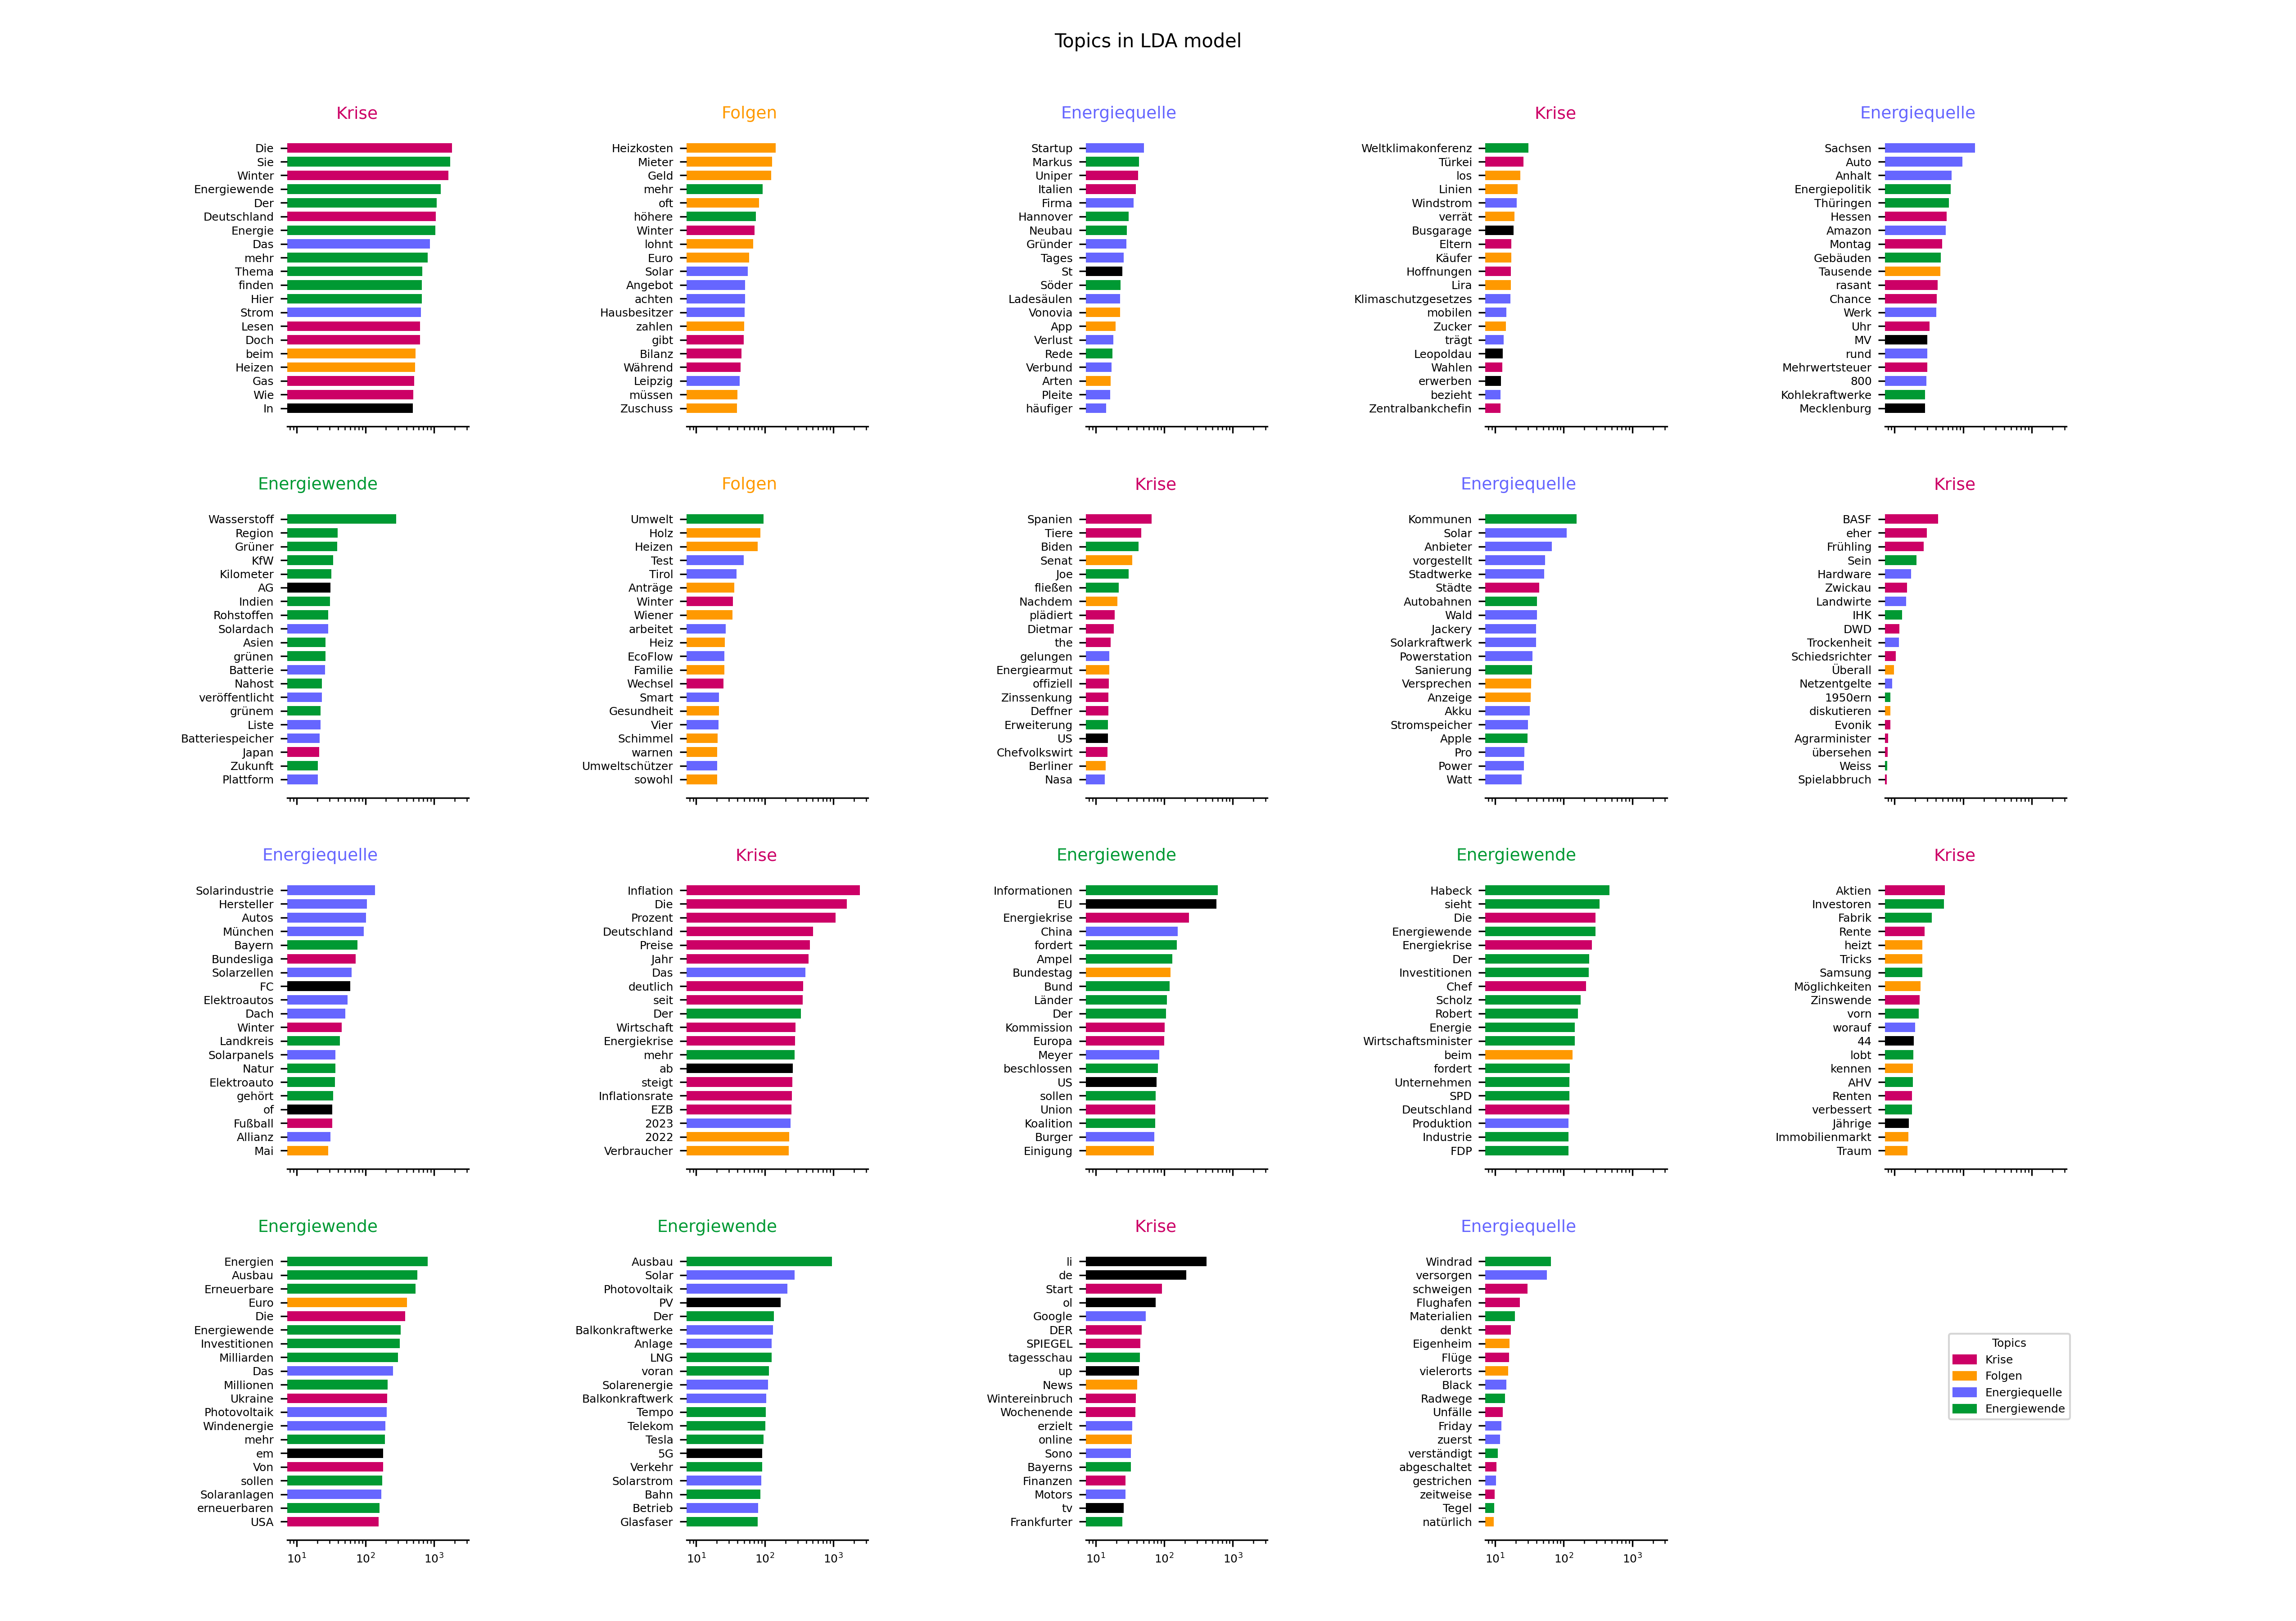 Topics in LDA model
Krise
Die
Sie
Winter
Energiewende
Der
Deutschland
Energie
Das
mehr
Thema
finden
Hier
Strom
Lesen
Doch
beim
Heizen
Gas
Wie
In
Folgen
Heizkosten
Mieter
Geld
mehr
oft
höhere
Winter
lohnt
Euro
Solar
Angebot
achten
Hausbesitzer
zahlen
gibt
Bilanz
Während
Leipzig
müssen
Zuschuss
Energiequelle
Startup
Markus
Uniper
Italien
Firma
Hannover
Neubau
Gründer
Tages
St
Söder
Ladesäulen
Vonovia
App
Verlust
Rede
Verbund
Arten
Pleite
häufiger
Krise
Weltklimakonferenz
Türkei
los
Linien
Windstrom
verrät
Busgarage
Eltern
Käufer
Hoffnungen
Lira
Klimaschutzgesetzes
mobilen
Zucker
trägt
Leopoldau
Wahlen
erwerben
bezieht
Zentralbankchefin
Energiequelle
Sachsen
Auto
Anhalt
Energiepolitik
Thüringen
Hessen
Amazon
Montag
Gebäuden
Tausende
rasant
Chance
Werk
Uhr
MV
rund
Mehrwertsteuer
800
Kohlekraftwerke
Mecklenburg
Energiewende
Wasserstoff
Region
Grüner
KfW
Kilometer
AG
Indien
Rohstoffen
Solardach
Asien
grünen
Batterie
Nahost
veröffentlicht
grünem
Liste
Batteriespeicher
Japan
Zukunft
Plattform
Folgen
Umwelt
Holz
Heizen
Test
Tirol
Anträge
Winter
Wiener
arbeitet
Heiz
EcoFlow
Familie
Wechsel
Smart
Gesundheit
Vier
Schimmel
warnen
Umweltschützer
sowohl
Krise
Spanien
Tiere
Biden
Senat
Joe
fließen
Nachdem
plädiert
Dietmar
the
gelungen
Energiearmut
offiziell
Zinssenkung
Deffner
Erweiterung
US
Chefvolkswirt
Berliner
Nasa
Energiequelle
Kommunen
Solar
Anbieter
vorgestellt
Stadtwerke
Städte
Autobahnen
Wald
Jackery
Solarkraftwerk
Powerstation
Sanierung
Versprechen
Anzeige
Akku
Stromspeicher
Apple
Pro
Power
Watt
Krise
BASF
eher
Frühling
Sein
Hardware
Zwickau
Landwirte
IHK
DWD
Trockenheit
Schiedsrichter
Überall
Netzentgelte
1950ern
diskutieren
Evonik
Agrarminister
übersehen
Weiss
Spielabbruch
Energiequelle
Solarindustrie
Hersteller
Autos
München
Bayern
Bundesliga
Solarzellen
FC
Elektroautos
Dach
Winter
Landkreis
Solarpanels
Natur
Elektroauto
gehört
of
Fußball
Allianz
Mai
Krise
Inflation
Die
Prozent
Deutschland
Preise
Jahr
Das
deutlich
seit
Der
Wirtschaft
Energiekrise
mehr
ab
steigt
Inflationsrate
EZB
2023
2022
Verbraucher
Energiewende
Informationen
EU
Energiekrise
China
fordert
Ampel
Bundestag
Bund
Länder
Der
Kommission
Europa
Meyer
beschlossen
US
sollen
Union
Koalition
Burger
Einigung
Energiewende
Habeck
sieht
Die
Energiewende
Energiekrise
Der
Investitionen
Chef
Scholz
Robert
Energie
Wirtschaftsminister
beim
fordert
Unternehmen
SPD
Deutschland
Produktion
Industrie
FDP
Krise
Aktien
Investoren
Fabrik
Rente
heizt
Tricks
Samsung
Möglichkeiten
Zinswende
vorn
worauf
44
lobt
kennen
AHV
Renten
verbessert
Jährige
Immobilienmarkt
Traum
Energiewende
Energien
Ausbau
Erneuerbare
Euro
Die
Energiewende
Investitionen
Milliarden
Das
Millionen
Ukraine
Photovoltaik
Windenergie
mehr
em
Von
sollen
Solaranlagen
erneuerbaren
USA
10¹ 10² 10³
Energiewende
Ausbau
Solar
Photovoltaik
PV
Der
Balkonkraftwerke
Anlage
LNG
voran
Solarenergie
Balkonkraftwerk
Tempo
Telekom
Tesla
5G
Verkehr
Solarstrom
Bahn
Betrieb
Glasfaser
10¹ 10² 10³
Krise
li
de
Start
ol
Google
DER
SPIEGEL
tagesschau
up
News
Wintereinbruch
Wochenende
erzielt
online
Sono
Bayerns
Finanzen
Motors
tv
Frankfurter
10¹ 10² 10³
Energiequelle
Windrad
versorgen
schweigen
Flughafen
Materialien
denkt
Eigenheim
Flüge
vielerorts
Black
Radwege
Unfälle
Friday
zuerst
verständigt
abgeschaltet
gestrichen
zeitweise
Tegel
natürlich
10¹ 10² 10³
Topics
Krise
Folgen
Energiequelle
Energiewende